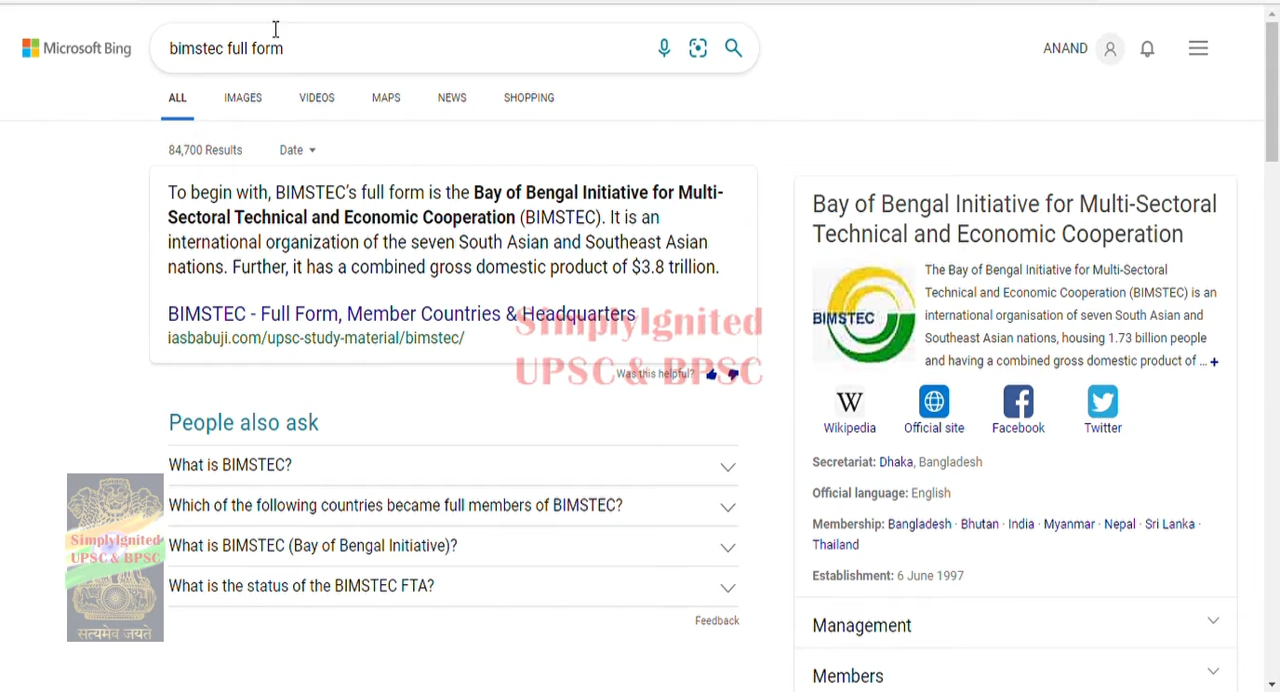 Microsoft Bing
bimstec full form
ANAND
ALL IMAGES VIDEOS MAPS NEWS SHOPPING
84,700 Results Date
To begin with, BIMSTEC's full form is the Bay of Bengal Initiative for Multi-
Sectoral Technical and Economic Cooperation (BIMSTEC). It is an
international organization of the seven South Asian and Southeast Asian
nations. Further, it has a combined gross domestic product of $3.8 trillion.
BIMSTEC - Full Form, Member Countries & Headquarters
iasbabuji.com/upsc-study-material/bimstec/
SimplyIgnited
UPSC & BPSC
Was this helpful?
People also ask
What is BIMSTEC?
Which of the following countries became full members of BIMSTEC?
What is BIMSTEC (Bay of Bengal Initiative)?
What is the status of the BIMSTEC FTA?
Feedback
SimplyIgnited
UPSC & BPSC
सत्यमेव जयते
Bay of Bengal Initiative for Multi-Sectoral
Technical and Economic Cooperation
BIMSTEC
The Bay of Bengal Initiative for Multi-Sectoral
Technical and Economic Cooperation (BIMSTEC) is an
international organisation of seven South Asian and
Southeast Asian nations, housing 1.73 billion people
and having a combined gross domestic product of ... +
W
Wikipedia Official site Facebook Twitter
Secretariat: Dhaka, Bangladesh
Official language: English
Membership: Bangladesh · Bhutan · India · Myanmar · Nepal · Sri Lanka ·
Thailand
Establishment: 6 June 1997
Management
Members